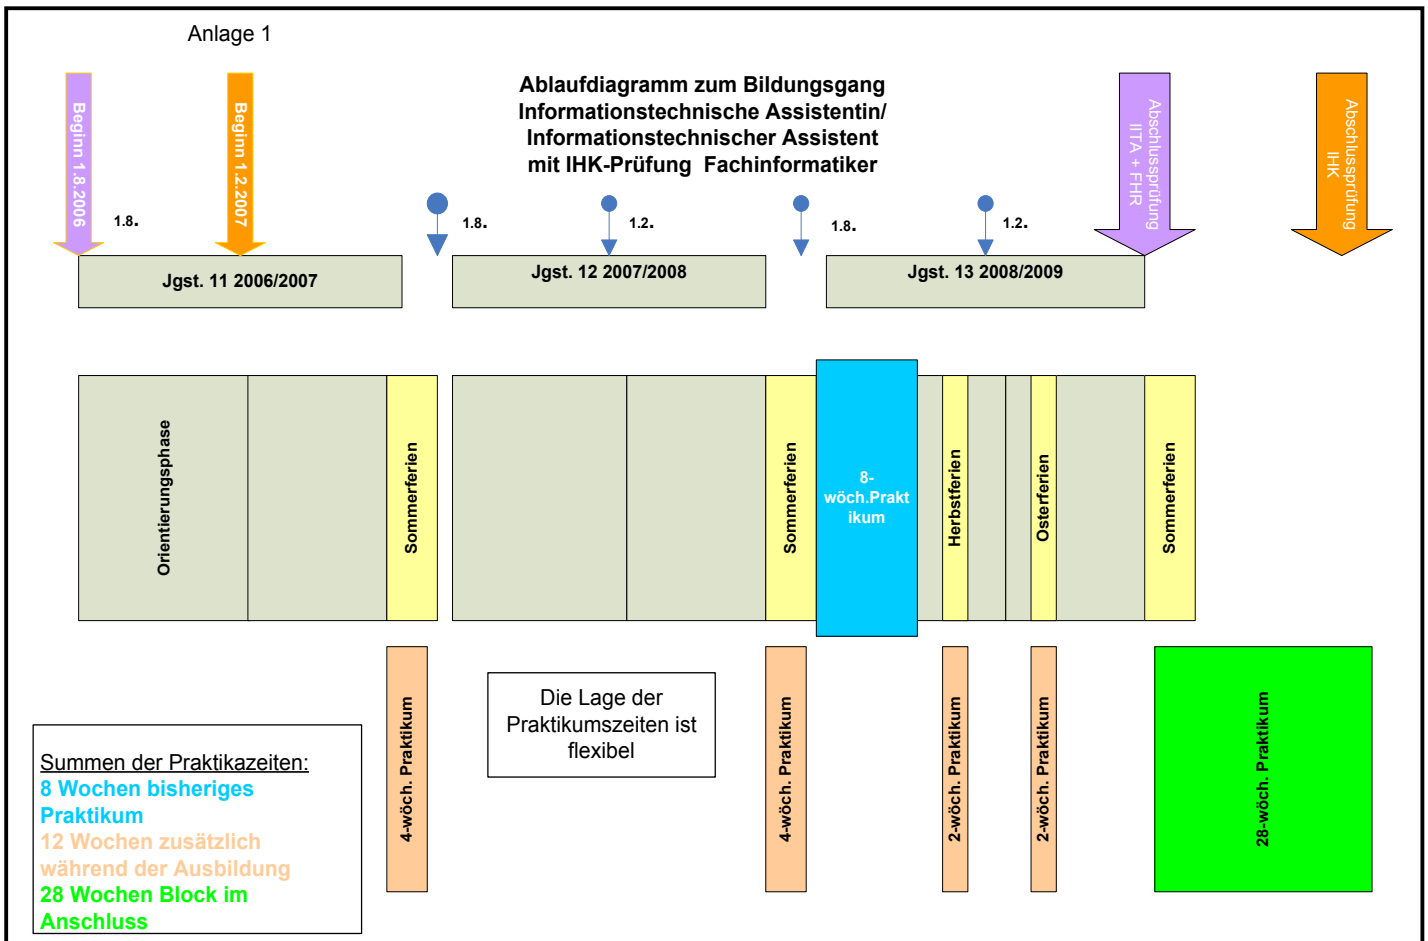 Anlage 1
Ablaufdiagramm zum Bildungsgang
Informationstechnische Assistentin/
Informationstechnischer Assistent
mit IHK-Prüfung  Fachinformatiker
Beginn 1.8.2006
Beginn 1.2.2007
Abschlussprüfung
IITA + FHR
Abschlussprüfung
IHK
1.8.
1.8.
1.2.
1.8.
1.2.
Jgst. 11 2006/2007
Jgst. 12 2007/2008
Jgst. 13 2008/2009
Orientierungsphase
Sommerferien
Sommerferien
8-
wöch.Prakt
ikum
Herbstferien
Osterferien
Sommerferien
4-wöch. Praktikum
Die Lage der
Praktikumszeiten ist
flexibel
4-wöch. Praktikum
2-wöch. Praktikum
2-wöch. Praktikum
28-wöch. Praktikum
Summen der Praktikazeiten:
8 Wochen bisheriges
Praktikum
12 Wochen zusätzlich
während der Ausbildung
28 Wochen Block im
Anschluss